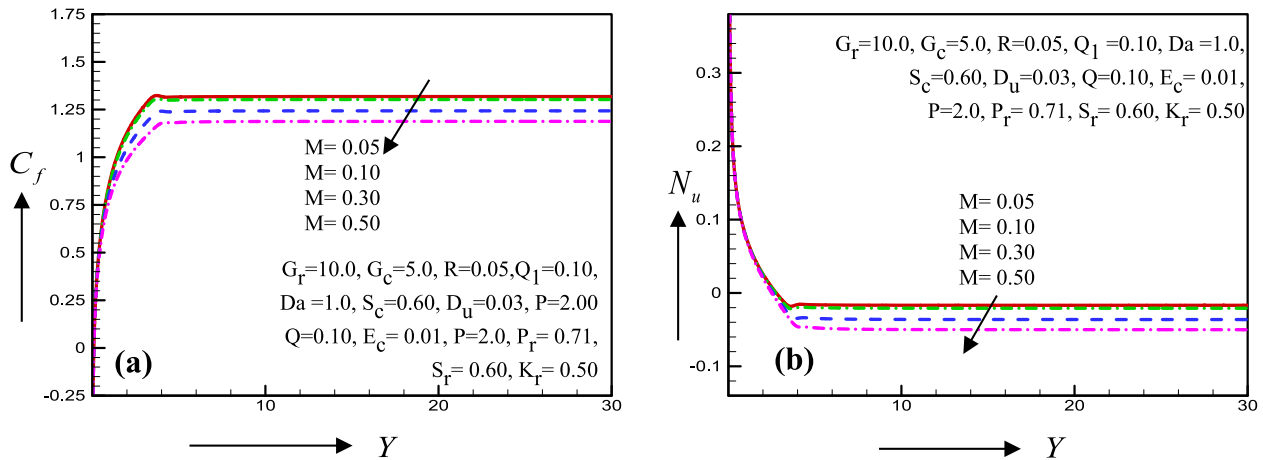 1.75
1.5
1.25
1
0.75
0.5
0.25
0
-0.25
C_f
M= 0.05
M= 0.10
M= 0.30
M= 0.50
G_r=10.0, G_c=5.0, R=0.05,Q_1=0.10,
Da =1.0, S_c=0.60, D_u=0.03, P=2.00
Q=0.10, E_c= 0.01, P=2.0, P_r= 0.71,
S_r= 0.60, K_r= 0.50
(a)
10 20 30
Y
0.3
0.2
0.1
0
-0.1
N_u
G_r=10.0, G_c=5.0, R=0.05, Q_1 =0.10, Da =1.0,
S_c=0.60, D_u=0.03, Q=0.10, E_c= 0.01,
P=2.0, P_r= 0.71, S_r= 0.60, K_r= 0.50
M= 0.05
M= 0.10
M= 0.30
M= 0.50
(b)
10 20 30
Y